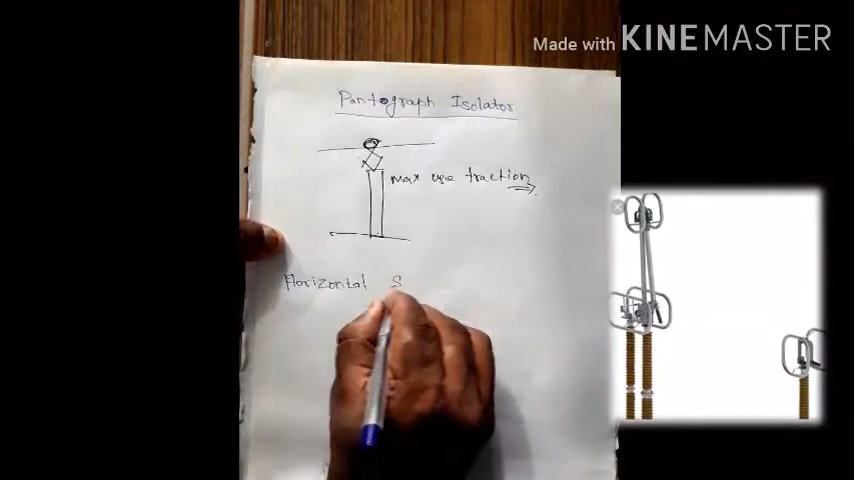 Made with KINEMASTER
Pantograph Isolator
max use traction
Horizontal S